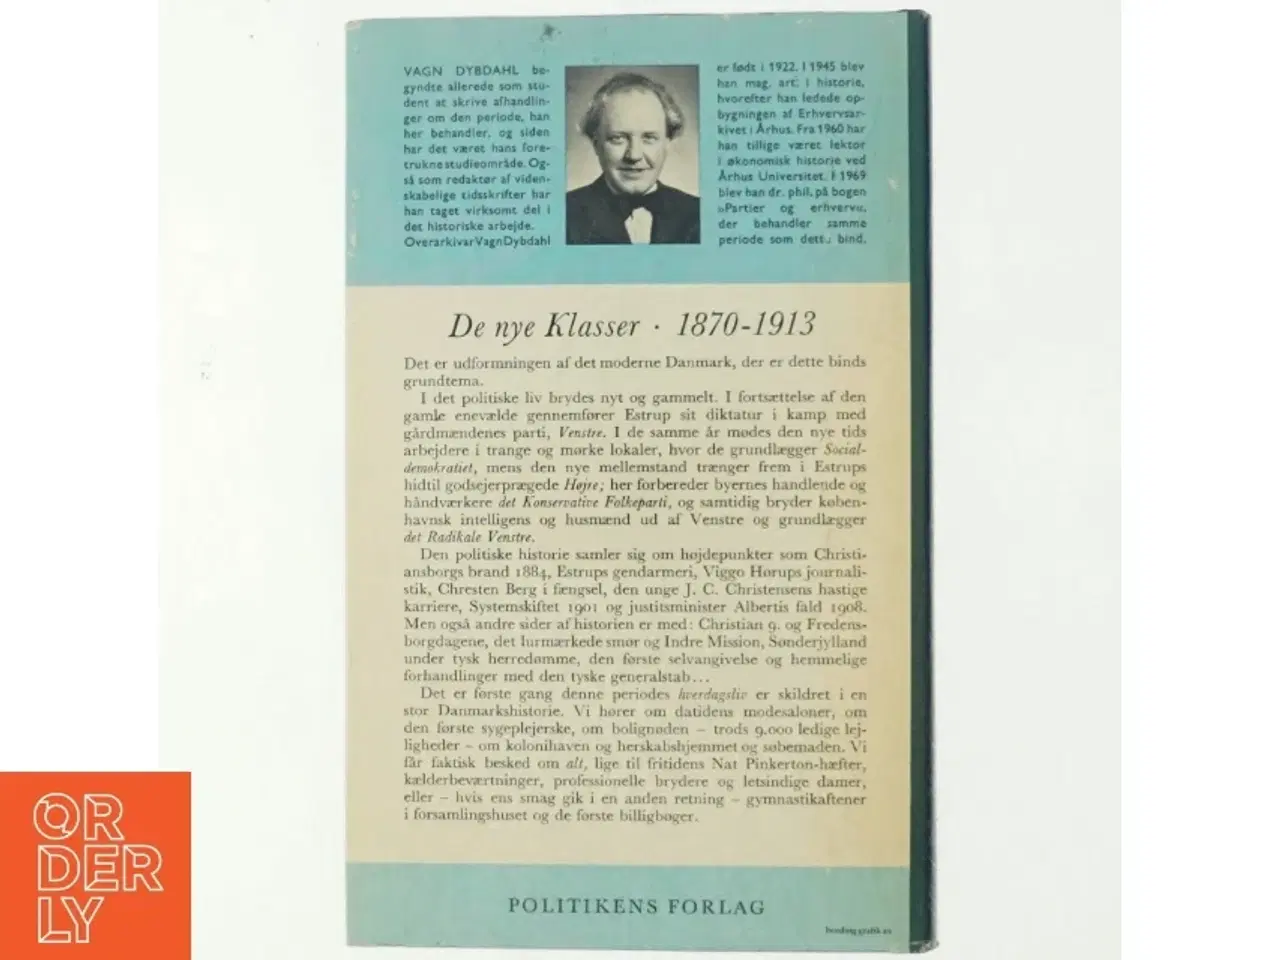 VAGN DYBDAHL be-
gyndte allerede som stu-
dent at skrive afhandlin-
ger om den periode, han
her behandler, og siden
har det været hans fore-
trukne studieområde. Og-
så som redaktør af viden-
skabelige tidsskrifter har
han taget virksomt del i
det historiske arbejde.
Overarkivar Vagn Dybdahl
er født i 1922. I 1945 blev
han mag. art. i historie,
hvorefter han ledede op-
bygningen af Erhvervsar-
kivet i Århus. Fra 1960 har
han tillige været lektor
i økonomisk historie ved
Århus Universitet. I 1969
blev han dr. phil. på bogen
»Partier og erhverv«,
der behandler samme
periode som dette bind.
De nye Klasser · 1870-1913
Det er udformningen af det moderne Danmark, der er dette binds
grundtema.
I det politiske liv brydes nyt og gammelt. I fortsættelse af den
gamle enevælde gennemfører Estrup sit diktatur i kamp med
gårdmændenes parti, Venstre. I de samme år mødes den nye tids
arbejdere i trange og mørke lokaler, hvor de grundlægger Social-
demokratiet, mens den nye mellemstand trænger frem i Estrups
hidtil godsejerprægede Højre; her forbereder byernes handlende og
håndværkere det Konservative Folkeparti, og samtidig bryder køben-
havnsk intelligens og husmænd ud af Venstre og grundlægger
det Radikale Venstre.
Den politiske historie samler sig om højdepunkter som Christi-
ansborgs brand 1884, Estrups gendarmeri, Viggo Hørups journali-
stik, Chresten Berg i fængsel, den unge J. C. Christensens hastige
karriere, Systemskiftet 1901 og justitsminister Albertis fald 1908.
Men også andre sider af historien er med: Christian 9. og Fredens-
borgdagene, det lurmærkede smør og Indre Mission, Sønderjylland
under tysk herredømme, den første selvangivelse og hemmelige
forhandlinger med den tyske generalstab...
Det er første gang denne periodes hverdagsliv er skildret i en
stor Danmarkshistorie. Vi hører om datidens modesaloner, om
den første sygeplejerske, om bolignøden – trods 9.000 ledige lej-
ligheder – om kolonihaven og herskabshjemmet og søbemaden. Vi
får faktisk besked om alt, lige til fritidens Nat Pinkerton-hæfter,
kælderbeværtninger, professionelle brydere og letsindige damer,
eller – hvis ens smag gik i en anden retning – gymnastikaftener
i forsamlingshuset og de første billigbøger.
POLITIKENS FORLAG
ORDERLY